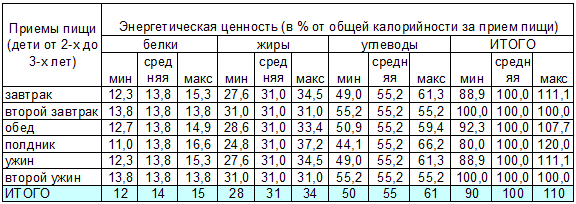 Приемы пищи (дети от 2-х до 3-х лет) Энергетическая ценность (в % от общей калорийности за прием пищи)
белки жиры углеводы ИТОГО
мин средняя макс мин средняя макс мин средняя макс мин средняя макс
завтрак 12,3 13,8 15,3 27,6 31,0 34,5 49,0 55,2 61,3 88,9 100,0 111,1
второй завтрак 13,8 13,8 13,8 31,0 31,0 31,0 55,2 55,2 55,2 100,0 100,0 100,0
обед 12,7 13,8 14,9 28,6 31,0 33,4 50,9 55,2 59,4 92,3 100,0 107,7
полдник 11,0 13,8 16,6 24,8 31,0 37,2 44,1 55,2 66,2 80,0 100,0 120,0
ужин 12,3 13,8 15,3 27,6 31,0 34,5 49,0 55,2 61,3 88,9 100,0 111,1
второй ужин 13,8 13,8 13,8 31,0 31,0 31,0 55,2 55,2 55,2 100,0 100,0 100,0
ИТОГО 12 14 15 28 31 34 50 55 61 90 100 110